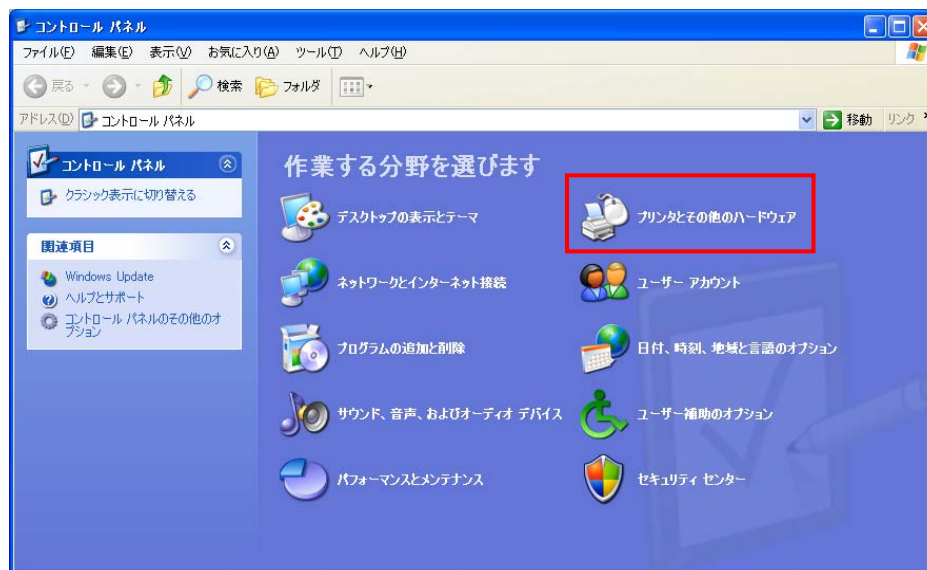 コントロール パネル
ファイル(F) 編集(E) 表示(V) お気に入り(A) ツール(T) ヘルプ(H)
戻る 検索 フォルダ
アドレス(D) コントロール パネル 移動 リンク »
コントロール パネル
クラシック表示に切り替える
関連項目
Windows Update
ヘルプとサポート
コントロール パネルのその他のオ
プション
作業する分野を選びます
デスクトップの表示とテーマ
プリンタとその他のハードウェア
ネットワークとインターネット接続
ユーザー アカウント
プログラムの追加と削除
日付、時刻、地域と言語のオプション
サウンド、音声、およびオーディオ デバイス
ユーザー補助のオプション
パフォーマンスとメンテナンス
セキュリティ センター